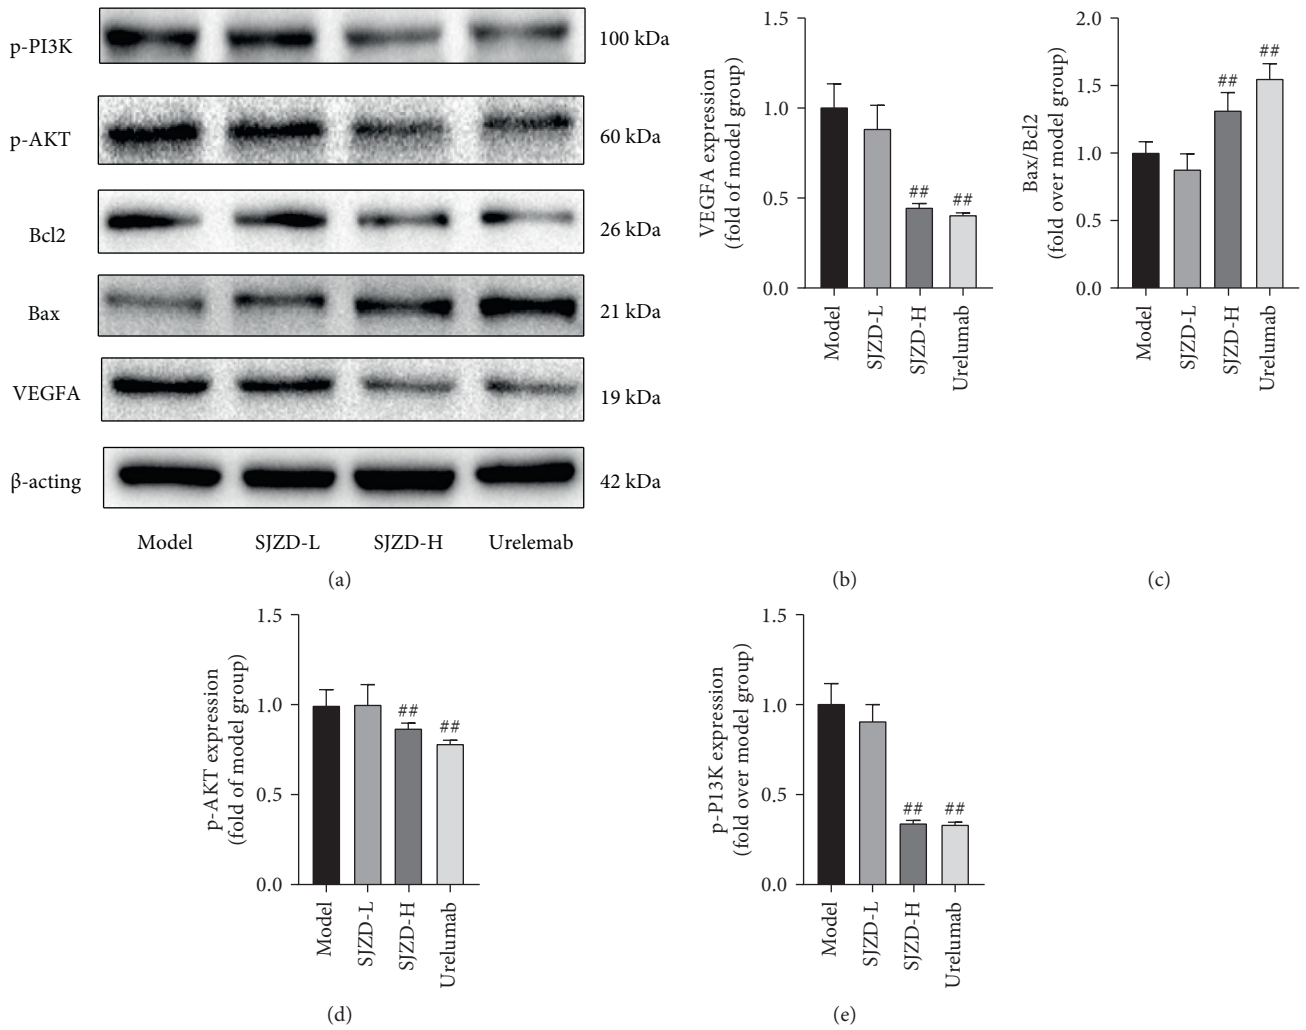 p-PI3K
100 kDa
p-AKT
60 kDa
Bcl2
26 kDa
Bax
21 kDa
VEGFA
19 kDa
β-acting
42 kDa
Model SJZD-L SJZD-H Urelemab
(a)
VEGFA expression
(fold of model group)
1.5
1.0
0.5
0.0
##
##
Model
SJZD-L
SJZD-H
Urelumab
(b)
Bax/Bcl2
(fold over model group)
2.0
1.5
1.0
0.5
0.0
##
##
Model
SJZD-L
SJZD-H
Urelumab
(c)
p-AKT expression
(fold of model group)
1.5
1.0
0.5
0.0
##
##
Model
SJZD-L
SJZD-H
Urelumab
(d)
p-P13K expression
(fold over model group)
1.5
1.0
0.5
0.0
##
##
Model
SJZD-L
SJZD-H
Urelumab
(e)